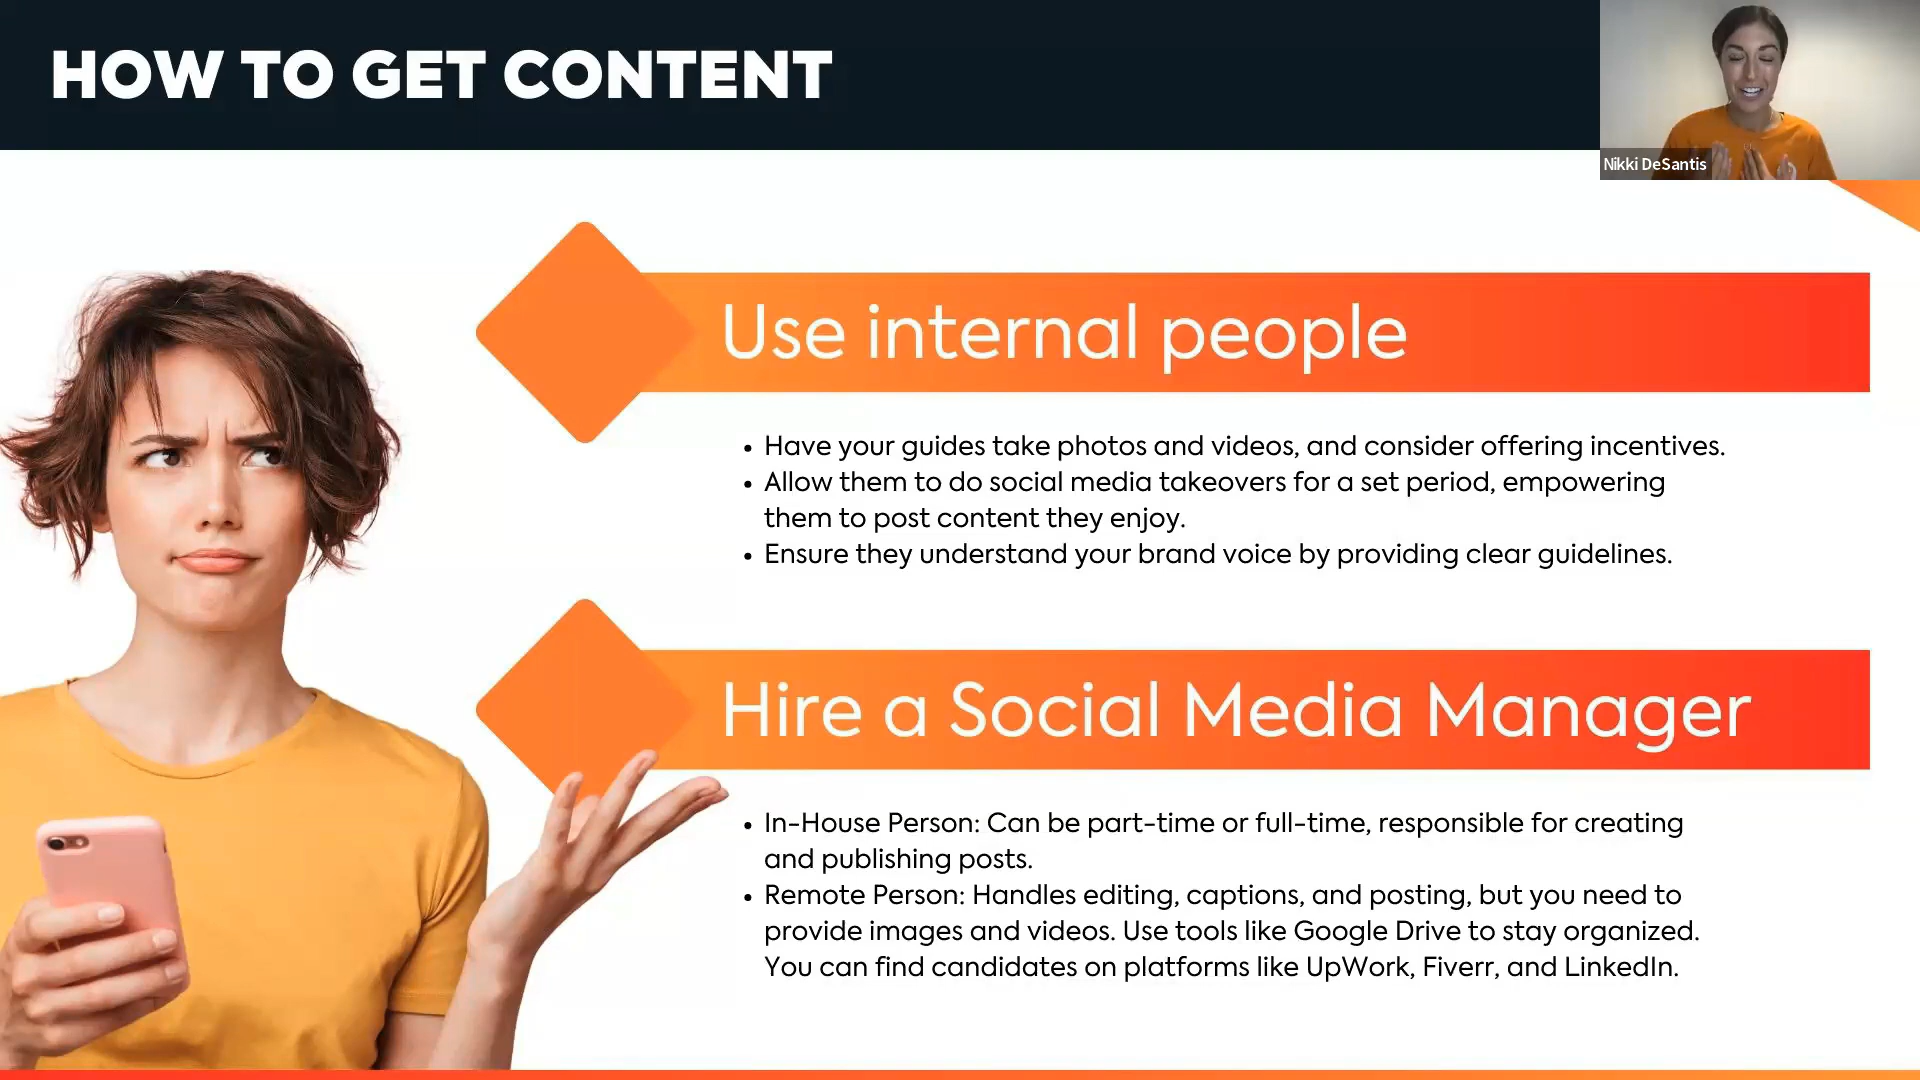 HOW TO GET CONTENT
Nikki DeSantis
Use internal people
• Have your guides take photos and videos, and consider offering incentives.
• Allow them to do social media takeovers for a set period, empowering
them to post content they enjoy.
• Ensure they understand your brand voice by providing clear guidelines.
Hire a Social Media Manager
• In-House Person: Can be part-time or full-time, responsible for creating
and publishing posts.
• Remote Person: Handles editing, captions, and posting, but you need to
provide images and videos. Use tools like Google Drive to stay organized.
You can find candidates on platforms like UpWork, Fiverr, and LinkedIn.